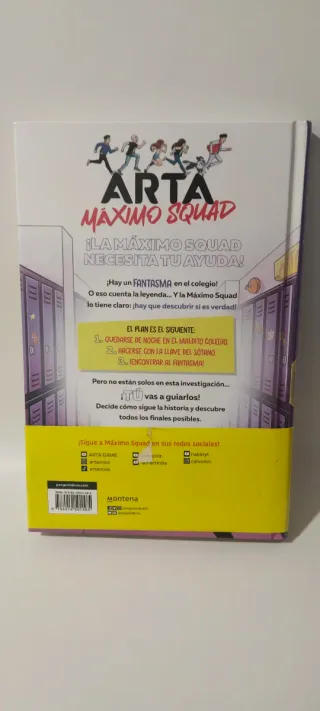 ARTA
MÁXIMO SQUAD
¡LA MÁXIMO SQUAD
NECESITA TU AYUDA!
¡Hay un FANTASMA en el colegio!
O eso cuenta la leyenda... Y la Máximo Squad
lo tiene claro: ¡hay que descubrir si es verdad!
EL PLAN ES EL SIGUIENTE:
1. QUEDARSE DE NOCHE EN EL MALDITO COLEGIO.
2. HACERSE CON LA LLAVE DEL SÓTANO.
3. ¡ENCONTRAR AL FANTASMA!
Pero no están solos en esta investigación...
¡TÚ vas a guiarlos!
Decide cómo sigue la historia y descubre
todos los finales posibles.
¡Sigue a Máximo Squad en sus redes sociales!
ARTA GAME
Montena